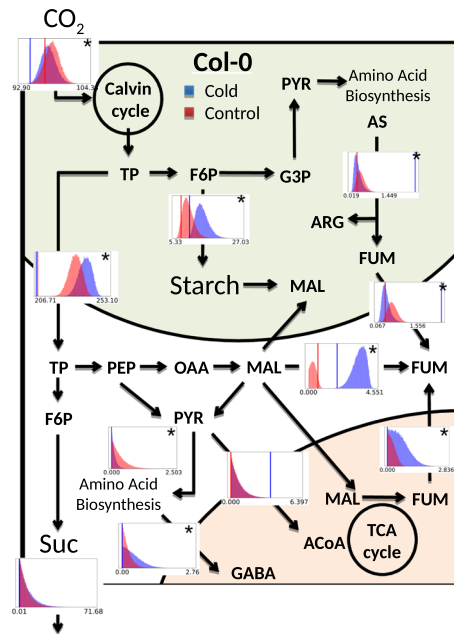 CO2
*
92.90 104.3
Col-0
Cold
Control
Calvin
cycle
PYR
Amino Acid
Biosynthesis
AS
TP
F6P
G3P
*
0.019 1.449
*
5.33 27.03
ARG
FUM
*
206.71 253.10
Starch
MAL
*
0.067 1.556
TP
PEP
OAA
MAL
*
0.000 4.551
FUM
F6P
PYR
*
0.000 2.503
*
0.000 2.836
Amino Acid
Biosynthesis
0.000 6.397
MAL
FUM
Suc
*
0.00 2.76
ACoA
TCA
cycle
GABA
0.01 71.68